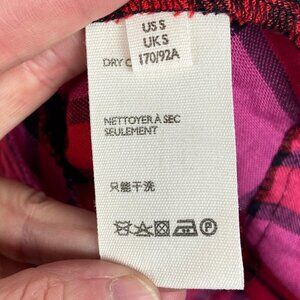 US S
UK S
170/92A
DRY
NETTOYER À SEC
SEULEMENT
只能干洗
P